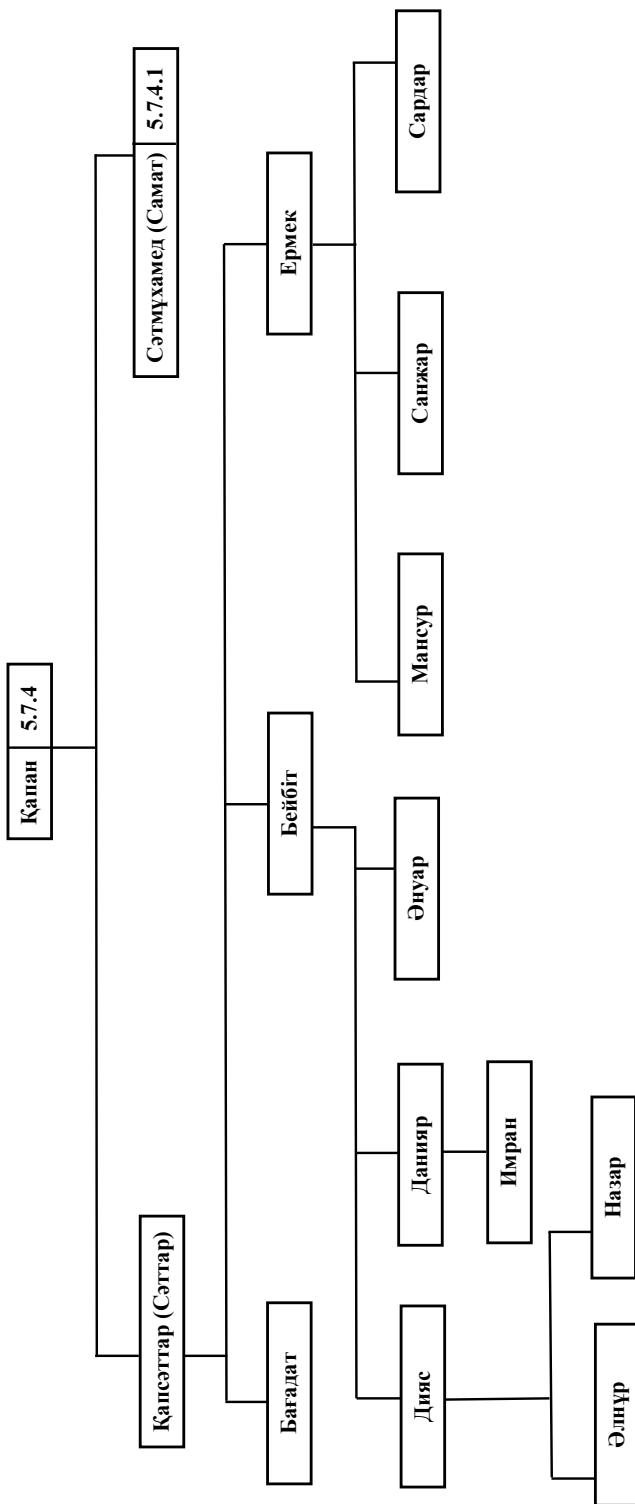 Қапан 5.7.4
Қапсәттар (Сәттар)
Сәтмұхамед (Самат) 5.7.4.1
Бағадат
Бейбіт
Ермек
Дияс
Данияр
Әнуар
Мансур
Санжар
Сардар
Имран
Әлнұр
Назар